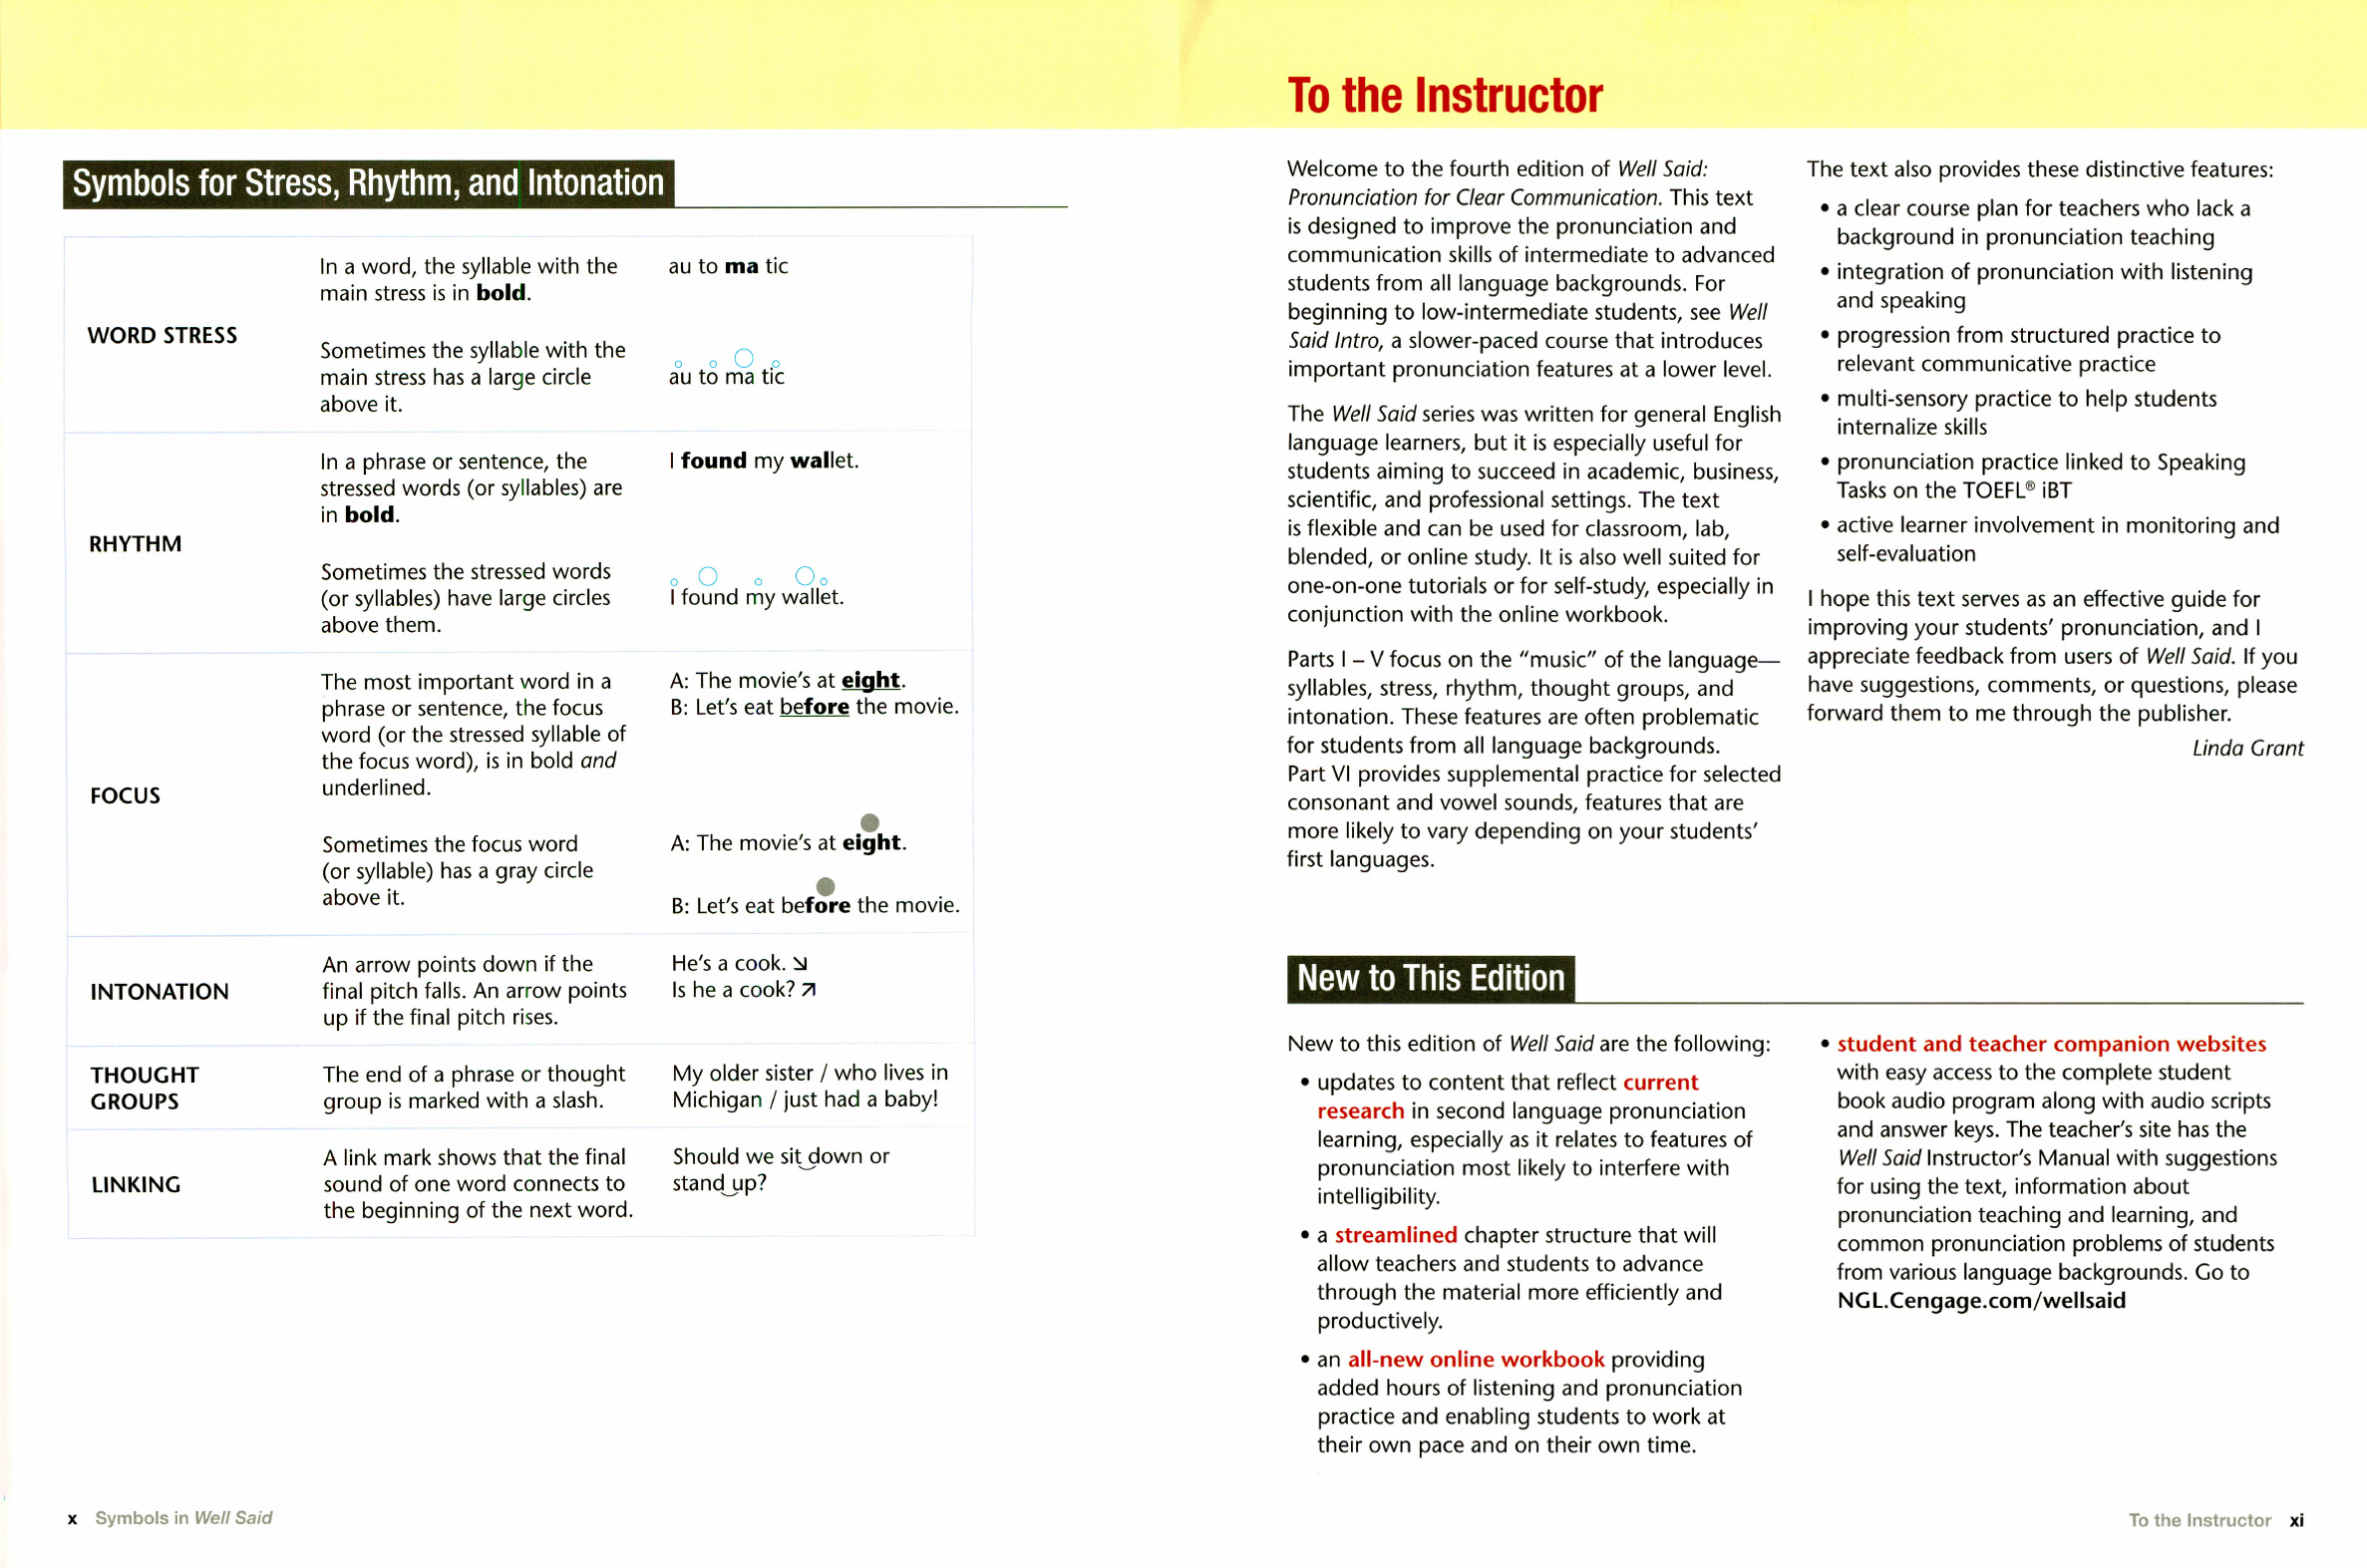 Symbols for Stress, Rhythm, and Intonation
WORD STRESS
In a word, the syllable with the
main stress is in bold.
au to ma tic
Sometimes the syllable with the
main stress has a large circle
above it.
au to ma tic
RHYTHM
In a phrase or sentence, the
stressed words (or syllables) are
in bold.
I found my wallet.
Sometimes the stressed words
(or syllables) have large circles
above them.
I found my wallet.
FOCUS
The most important word in a
phrase or sentence, the focus
word (or the stressed syllable of
the focus word), is in bold and
underlined.
A: The movie's at eight.
B: Let's eat before the movie.
Sometimes the focus word
(or syllable) has a gray circle
above it.
A: The movie's at eight.
B: Let's eat before the movie.
INTONATION
An arrow points down if the
final pitch falls. An arrow points
up if the final pitch rises.
He's a cook. ↘
Is he a cook? ↗
THOUGHT
GROUPS
The end of a phrase or thought
group is marked with a slash.
My older sister / who lives in
Michigan / just had a baby!
LINKING
A link mark shows that the final
sound of one word connects to
the beginning of the next word.
Should we sit‿down or
stand‿up?
x Symbols in Well Said
To the Instructor
Welcome to the fourth edition of Well Said:
Pronunciation for Clear Communication. This text
is designed to improve the pronunciation and
communication skills of intermediate to advanced
students from all language backgrounds. For
beginning to low-intermediate students, see Well
Said Intro, a slower-paced course that introduces
important pronunciation features at a lower level.
The Well Said series was written for general English
language learners, but it is especially useful for
students aiming to succeed in academic, business,
scientific, and professional settings. The text
is flexible and can be used for classroom, lab,
blended, or online study. It is also well suited for
one-on-one tutorials or for self-study, especially in
conjunction with the online workbook.
Parts I – V focus on the "music" of the language—
syllables, stress, rhythm, thought groups, and
intonation. These features are often problematic
for students from all language backgrounds.
Part VI provides supplemental practice for selected
consonant and vowel sounds, features that are
more likely to vary depending on your students'
first languages.
The text also provides these distinctive features:
• a clear course plan for teachers who lack a
background in pronunciation teaching
• integration of pronunciation with listening
and speaking
• progression from structured practice to
relevant communicative practice
• multi-sensory practice to help students
internalize skills
• pronunciation practice linked to Speaking
Tasks on the TOEFL® iBT
• active learner involvement in monitoring and
self-evaluation
I hope this text serves as an effective guide for
improving your students' pronunciation, and I
appreciate feedback from users of Well Said. If you
have suggestions, comments, or questions, please
forward them to me through the publisher.
Linda Grant
New to This Edition
New to this edition of Well Said are the following:
• updates to content that reflect current
research in second language pronunciation
learning, especially as it relates to features of
pronunciation most likely to interfere with
intelligibility.
• a streamlined chapter structure that will
allow teachers and students to advance
through the material more efficiently and
productively.
• an all-new online workbook providing
added hours of listening and pronunciation
practice and enabling students to work at
their own pace and on their own time.
• student and teacher companion websites
with easy access to the complete student
book audio program along with audio scripts
and answer keys. The teacher's site has the
Well Said Instructor's Manual with suggestions
for using the text, information about
pronunciation teaching and learning, and
common pronunciation problems of students
from various language backgrounds. Go to
NGL.Cengage.com/wellsaid
To the Instructor xi